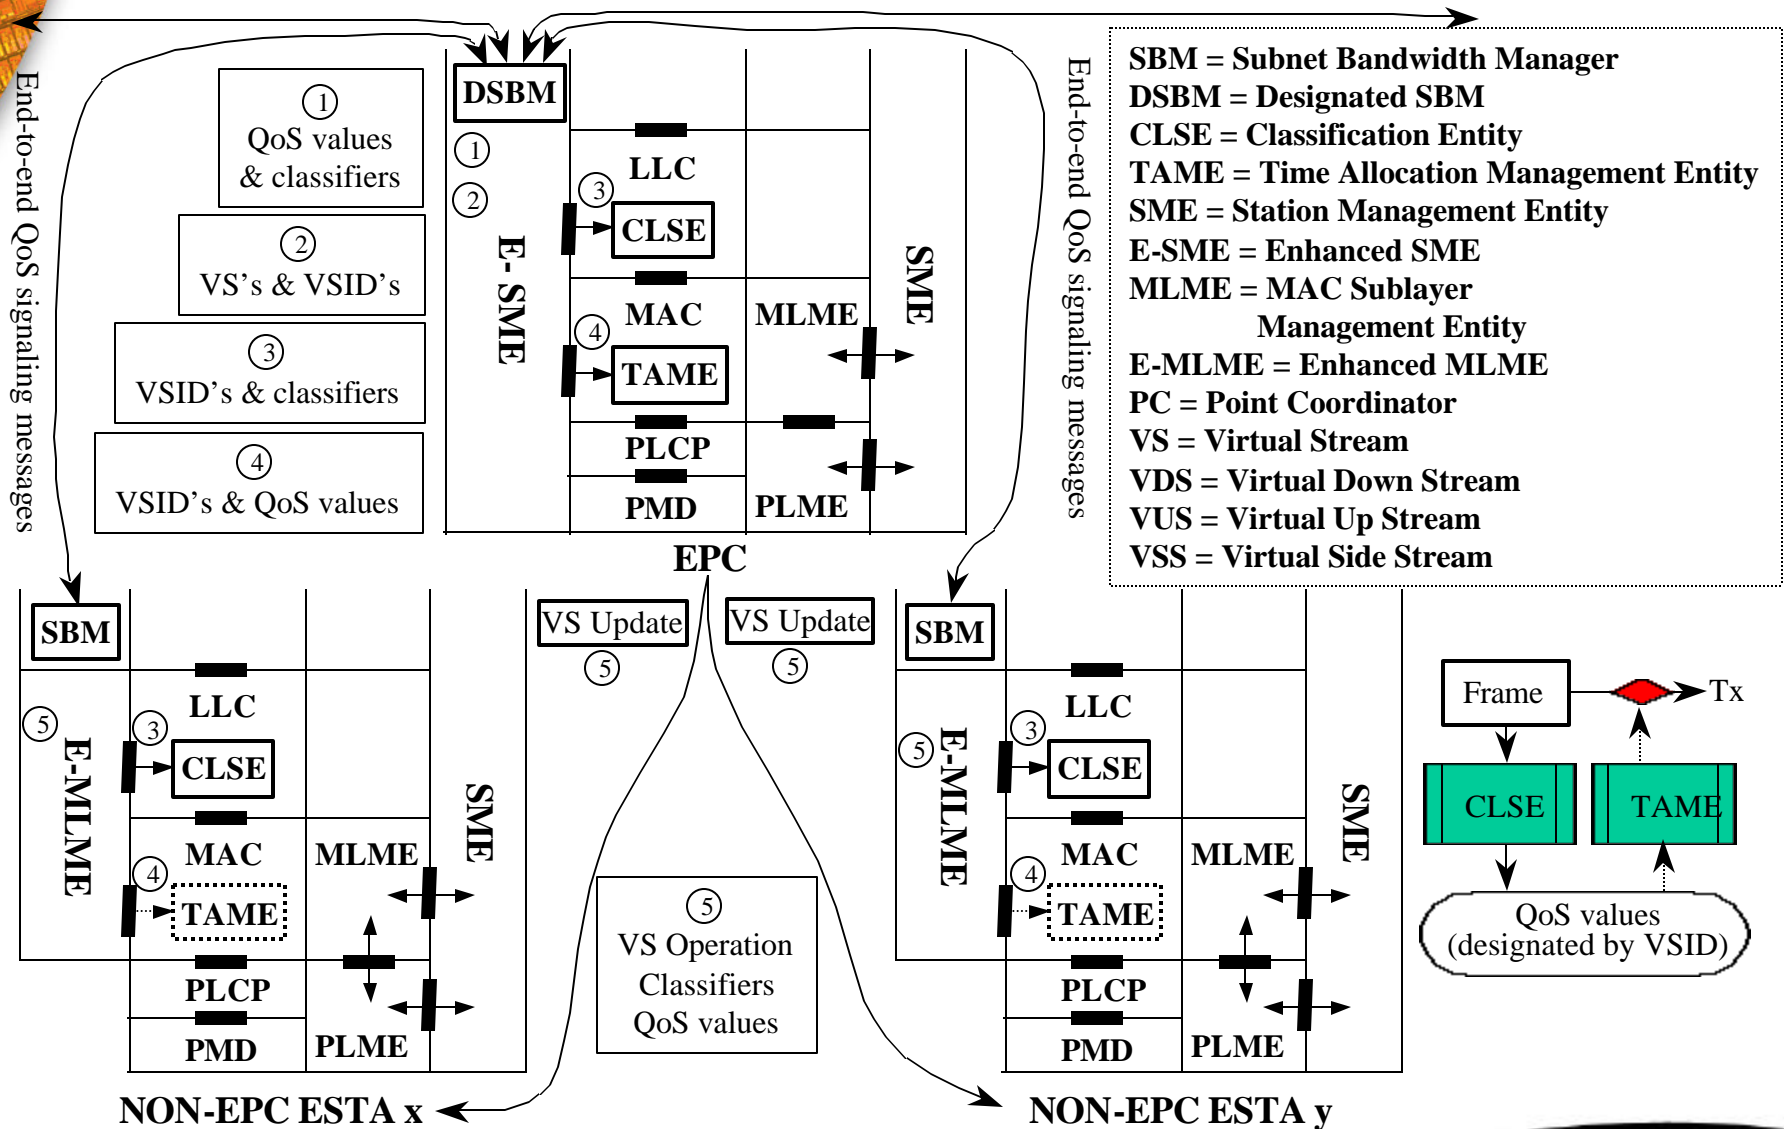 End-to-end QoS signaling messages
1
QoS values
& classifiers
2
VS's & VSID's
3
VSID's & classifiers
4
VSID's & QoS values
DSBM
1
2
E- SME
LLC
3
CLSE
MAC
4
TAME
PLCP
PMD
MLME
PLME
SME
EPC
End-to-end QoS signaling messages
SBM = Subnet Bandwidth Manager
DSBM = Designated SBM
CLSE = Classification Entity
TAME = Time Allocation Management Entity
SME = Station Management Entity
E-SME = Enhanced SME
MLME = MAC Sublayer
Management Entity
E-MLME = Enhanced MLME
PC = Point Coordinator
VS = Virtual Stream
VDS = Virtual Down Stream
VUS = Virtual Up Stream
VSS = Virtual Side Stream
SBM
5
E-MLME
LLC
3
CLSE
MAC
4
TAME
PLCP
PMD
MLME
PLME
SME
NON-EPC ESTA x
VS Update
5
VS Update
5
5
VS Operation
Classifiers
QoS values
SBM
5
E-MLME
LLC
3
CLSE
MAC
4
TAME
PLCP
PMD
MLME
PLME
SME
NON-EPC ESTA y
Frame
Tx
CLSE
TAME
QoS values
(designated by VSID)